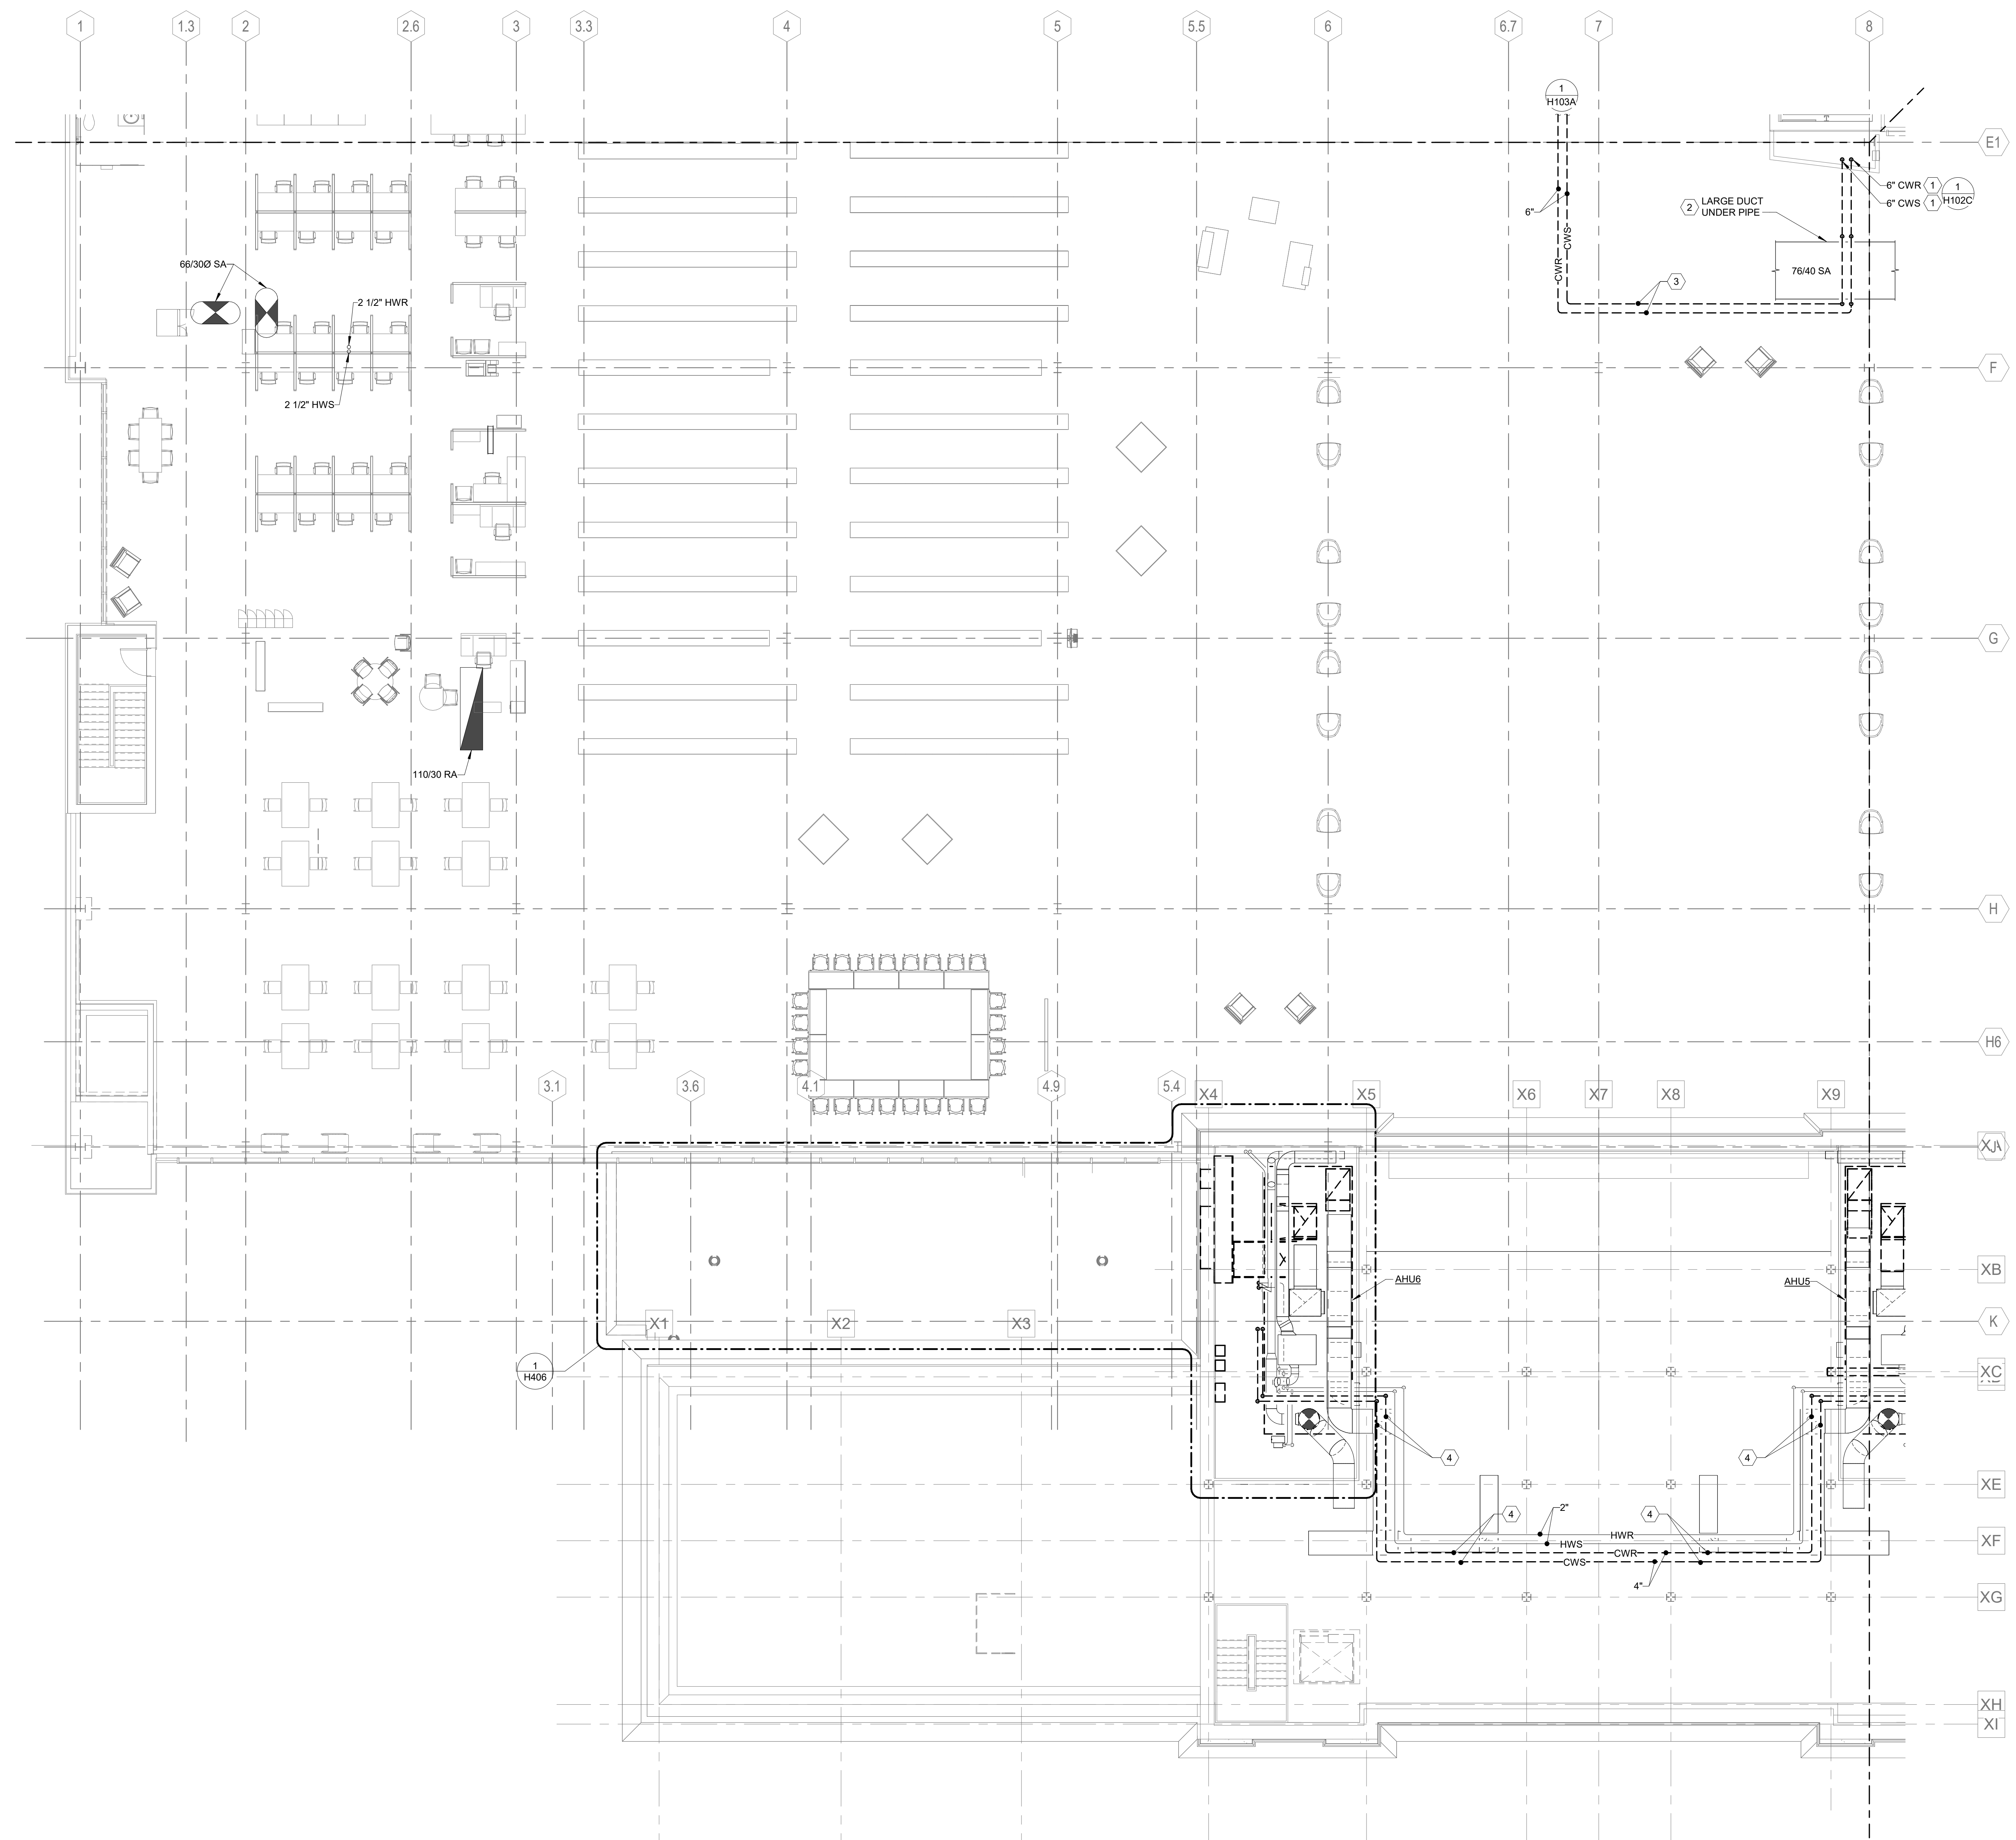 1
1.3
2
2.6
3
3.3
4
5
5.5
6
6.7
7
8
1
H103A
E1
6" CWR
1
6" CWS
1
1
H102C
6"
2
LARGE DUCT
UNDER PIPE
CWR
CWS
76/40 SA
3
66/30Ø SA
2 1/2" HWR
2 1/2" HWS
F
G
110/30 RA
H
H6
3.1
3.6
4.1
4.9
5.4
X4
X5
X6
X7
X8
X9
XA
XB
AHU6
AHU5
X1
X2
X3
K
1
H406
XC
4
4
XE
2"
4
4
HWR
HWS
CWR
CWS
4"
XF
XG
XH
XI